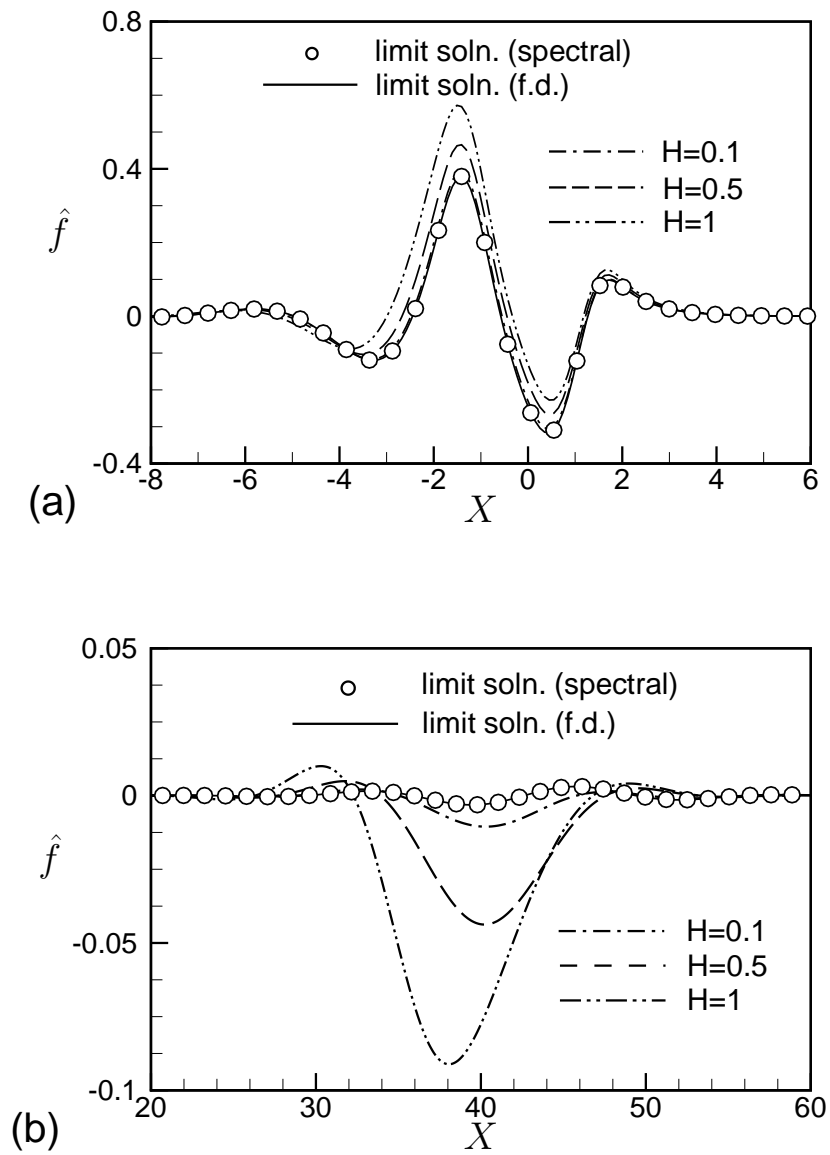 0.8
limit soln. (spectral)
limit soln. (f.d.)
H=0.1
0.4
H=0.5
H=1
f̂
0
-0.4
-8 -6 -4 -2 0 2 4 6
(a)
X
0.05
limit soln. (spectral)
limit soln. (f.d.)
0
f̂
H=0.1
-0.05
H=0.5
H=1
-0.1
20 30 40 50 60
(b)
X